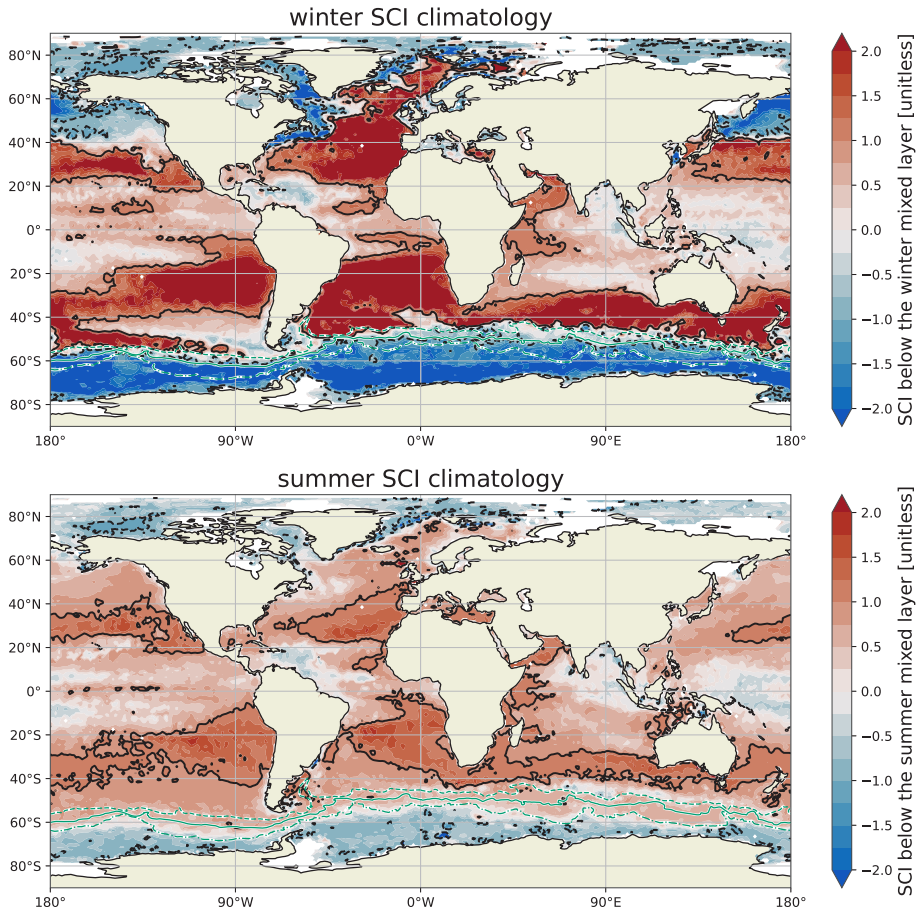 winter SCI climatology
80°N
60°N
40°N
20°N
0°
20°S
40°S
60°S
80°S
180°
90°W
0°W
90°E
180°
2.0
1.5
1.0
0.5
0.0
−0.5
−1.0
−1.5
−2.0
SCI below the winter mixed layer [unitless]
summer SCI climatology
80°N
60°N
40°N
20°N
0°
20°S
40°S
60°S
80°S
180°
90°W
0°W
90°E
180°
2.0
1.5
1.0
0.5
0.0
−0.5
−1.0
−1.5
−2.0
SCI below the summer mixed layer [unitless]